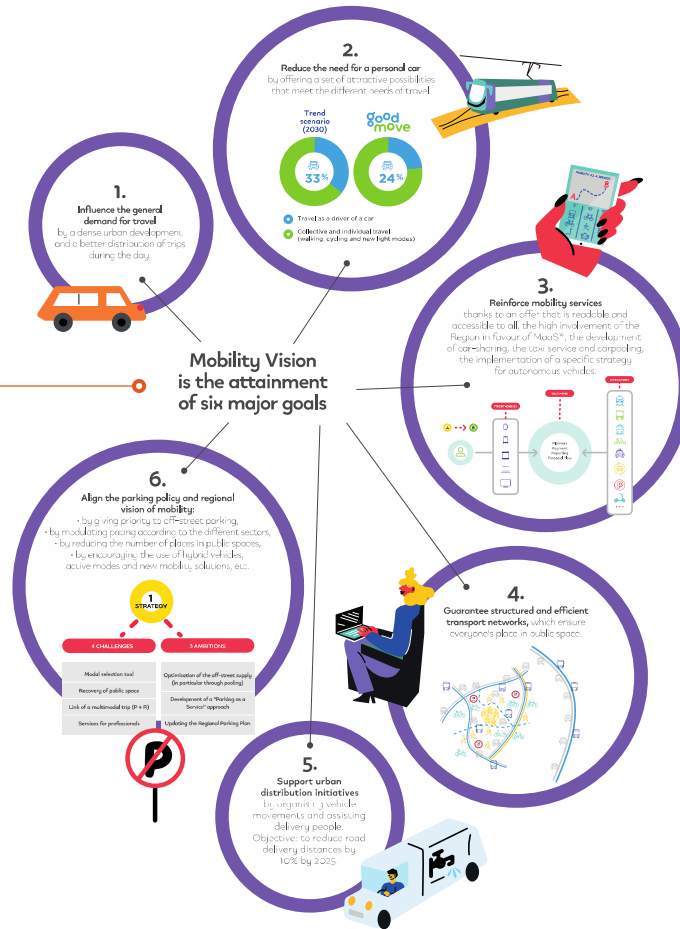 Mobility Vision
is the attainment
of six major goals
1.
Influence the general
demand for travel
by a dense urban development
and a better distribution of trips
during the day.
2.
Reduce the need for a personal car
by offering a set of attractive possibilities
that meet the different needs of travel.
Trend
scenario
(2030)
good
move
33%
24%
Travel as a driver of a car
Collective and individual travel
(walking, cycling and new light modes)
MOBILITY AS A SERVICE
A
B
3.
Reinforce mobility services
thanks to an offer that is readable and
accessible to all, the high involvement of the
Region in favour of MaaS*, the development
of car-sharing, the taxi service and carpooling,
the implementation of a specific strategy
for autonomous vehicles.
A
B
Planning
Payment
Reporting
4.
Guarantee structured and efficient
transport networks, which ensure
everyone's place in public space.
5.
Support urban
distribution initiatives
by organising vehicle
movements and assisting
delivery people.
Objective: to reduce road
delivery distances by
10% by 2025.
6.
Align the parking policy and regional
vision of mobility:
• by giving priority to off-street parking,
• by modulating pricing according to the different sectors,
• by reducing the number of places in public spaces,
• by encouraging the use of hybrid vehicles,
active modes and new mobility solutions, etc.
1
STRATEGY
4 CHALLENGES
Modal selection tool
Recovery of public space
Link of a multimodal trip (P + R)
Services for professionals
3 AMBITIONS
Optimisation of the off-street supply
(in particular through pooling)
Development of a "Parking as a
Service" approach
Updating the Regional Parking Plan
P